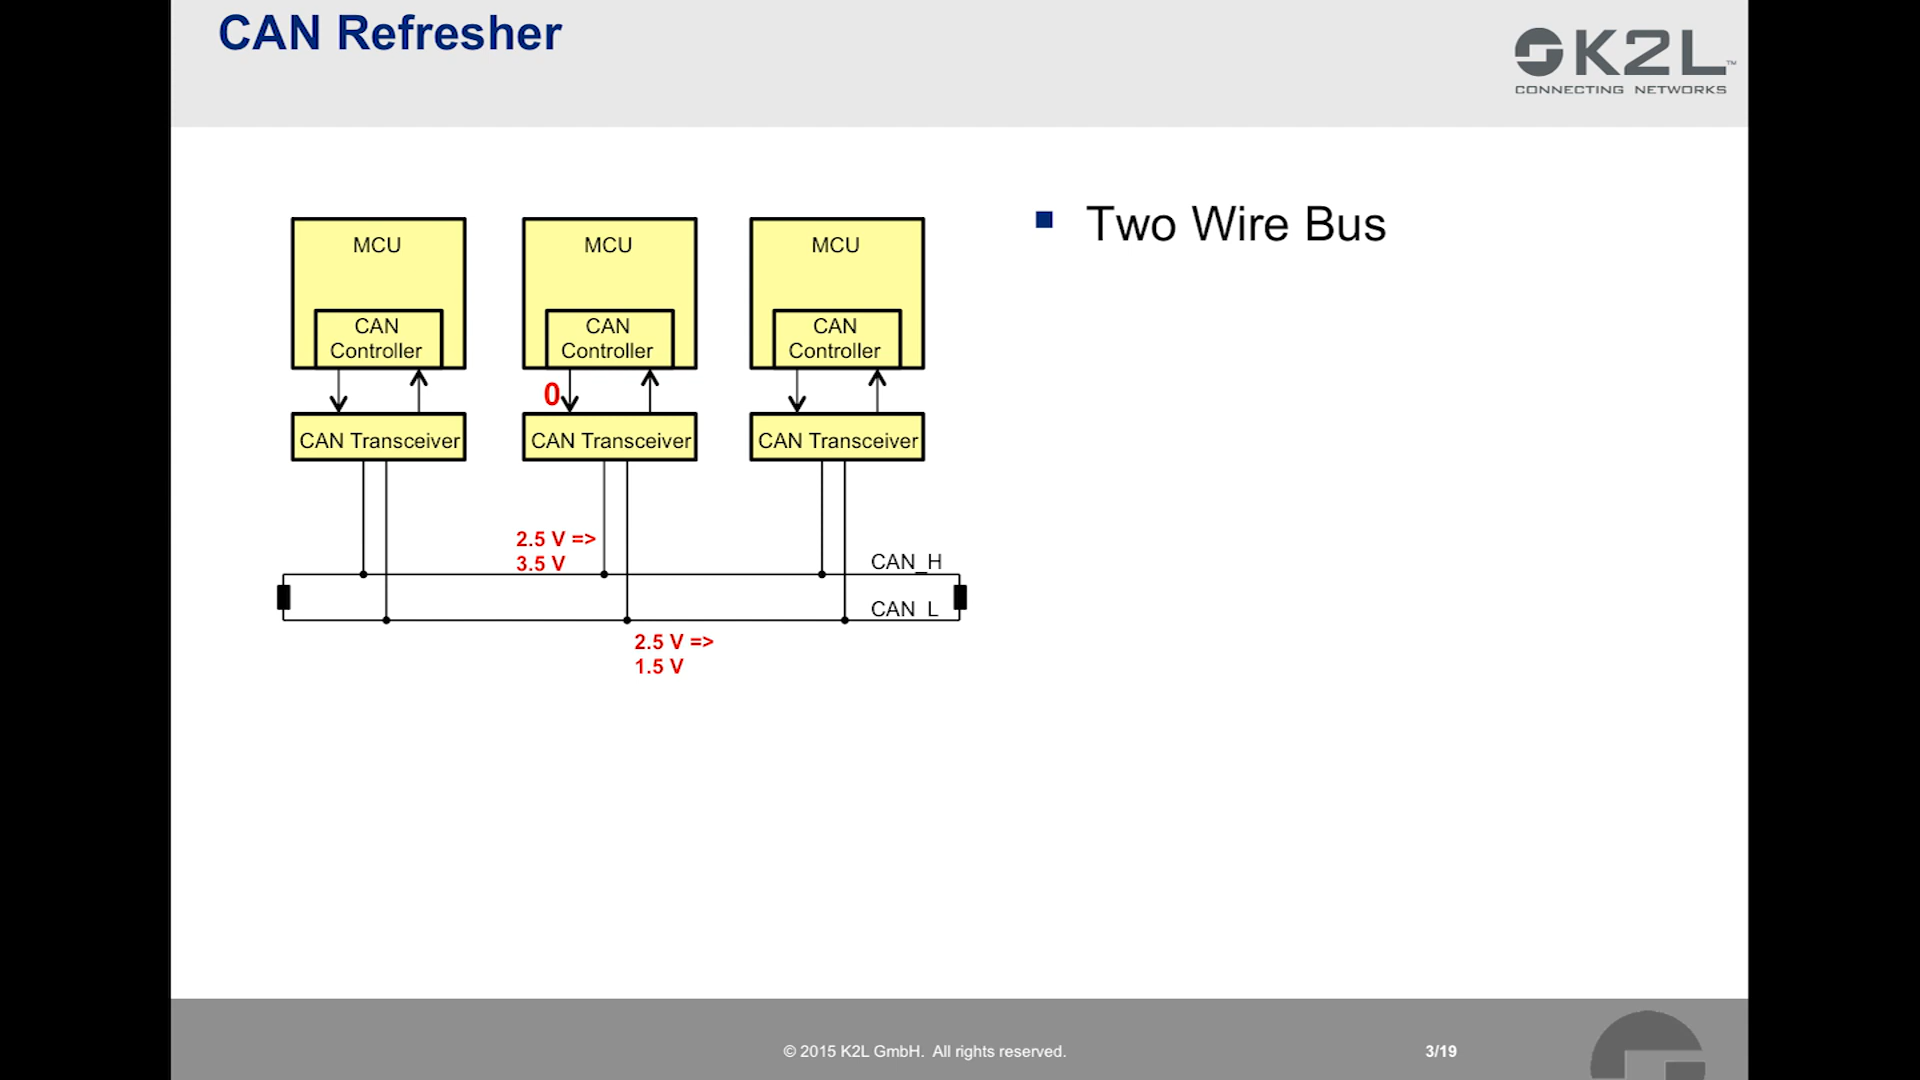 CAN Refresher
K2L™
CONNECTING NETWORKS
MCU
MCU
MCU
CAN
Controller
CAN
Controller
CAN
Controller
0
CAN Transceiver
CAN Transceiver
CAN Transceiver
2.5 V =>
3.5 V
CAN_H
CAN_L
2.5 V =>
1.5 V
▪ Two Wire Bus
© 2015 K2L GmbH. All rights reserved.
3/19